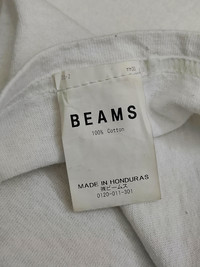 BEAMS
100% Cotton
MADE IN HONDURAS
㈱ビームス
0120-011-301